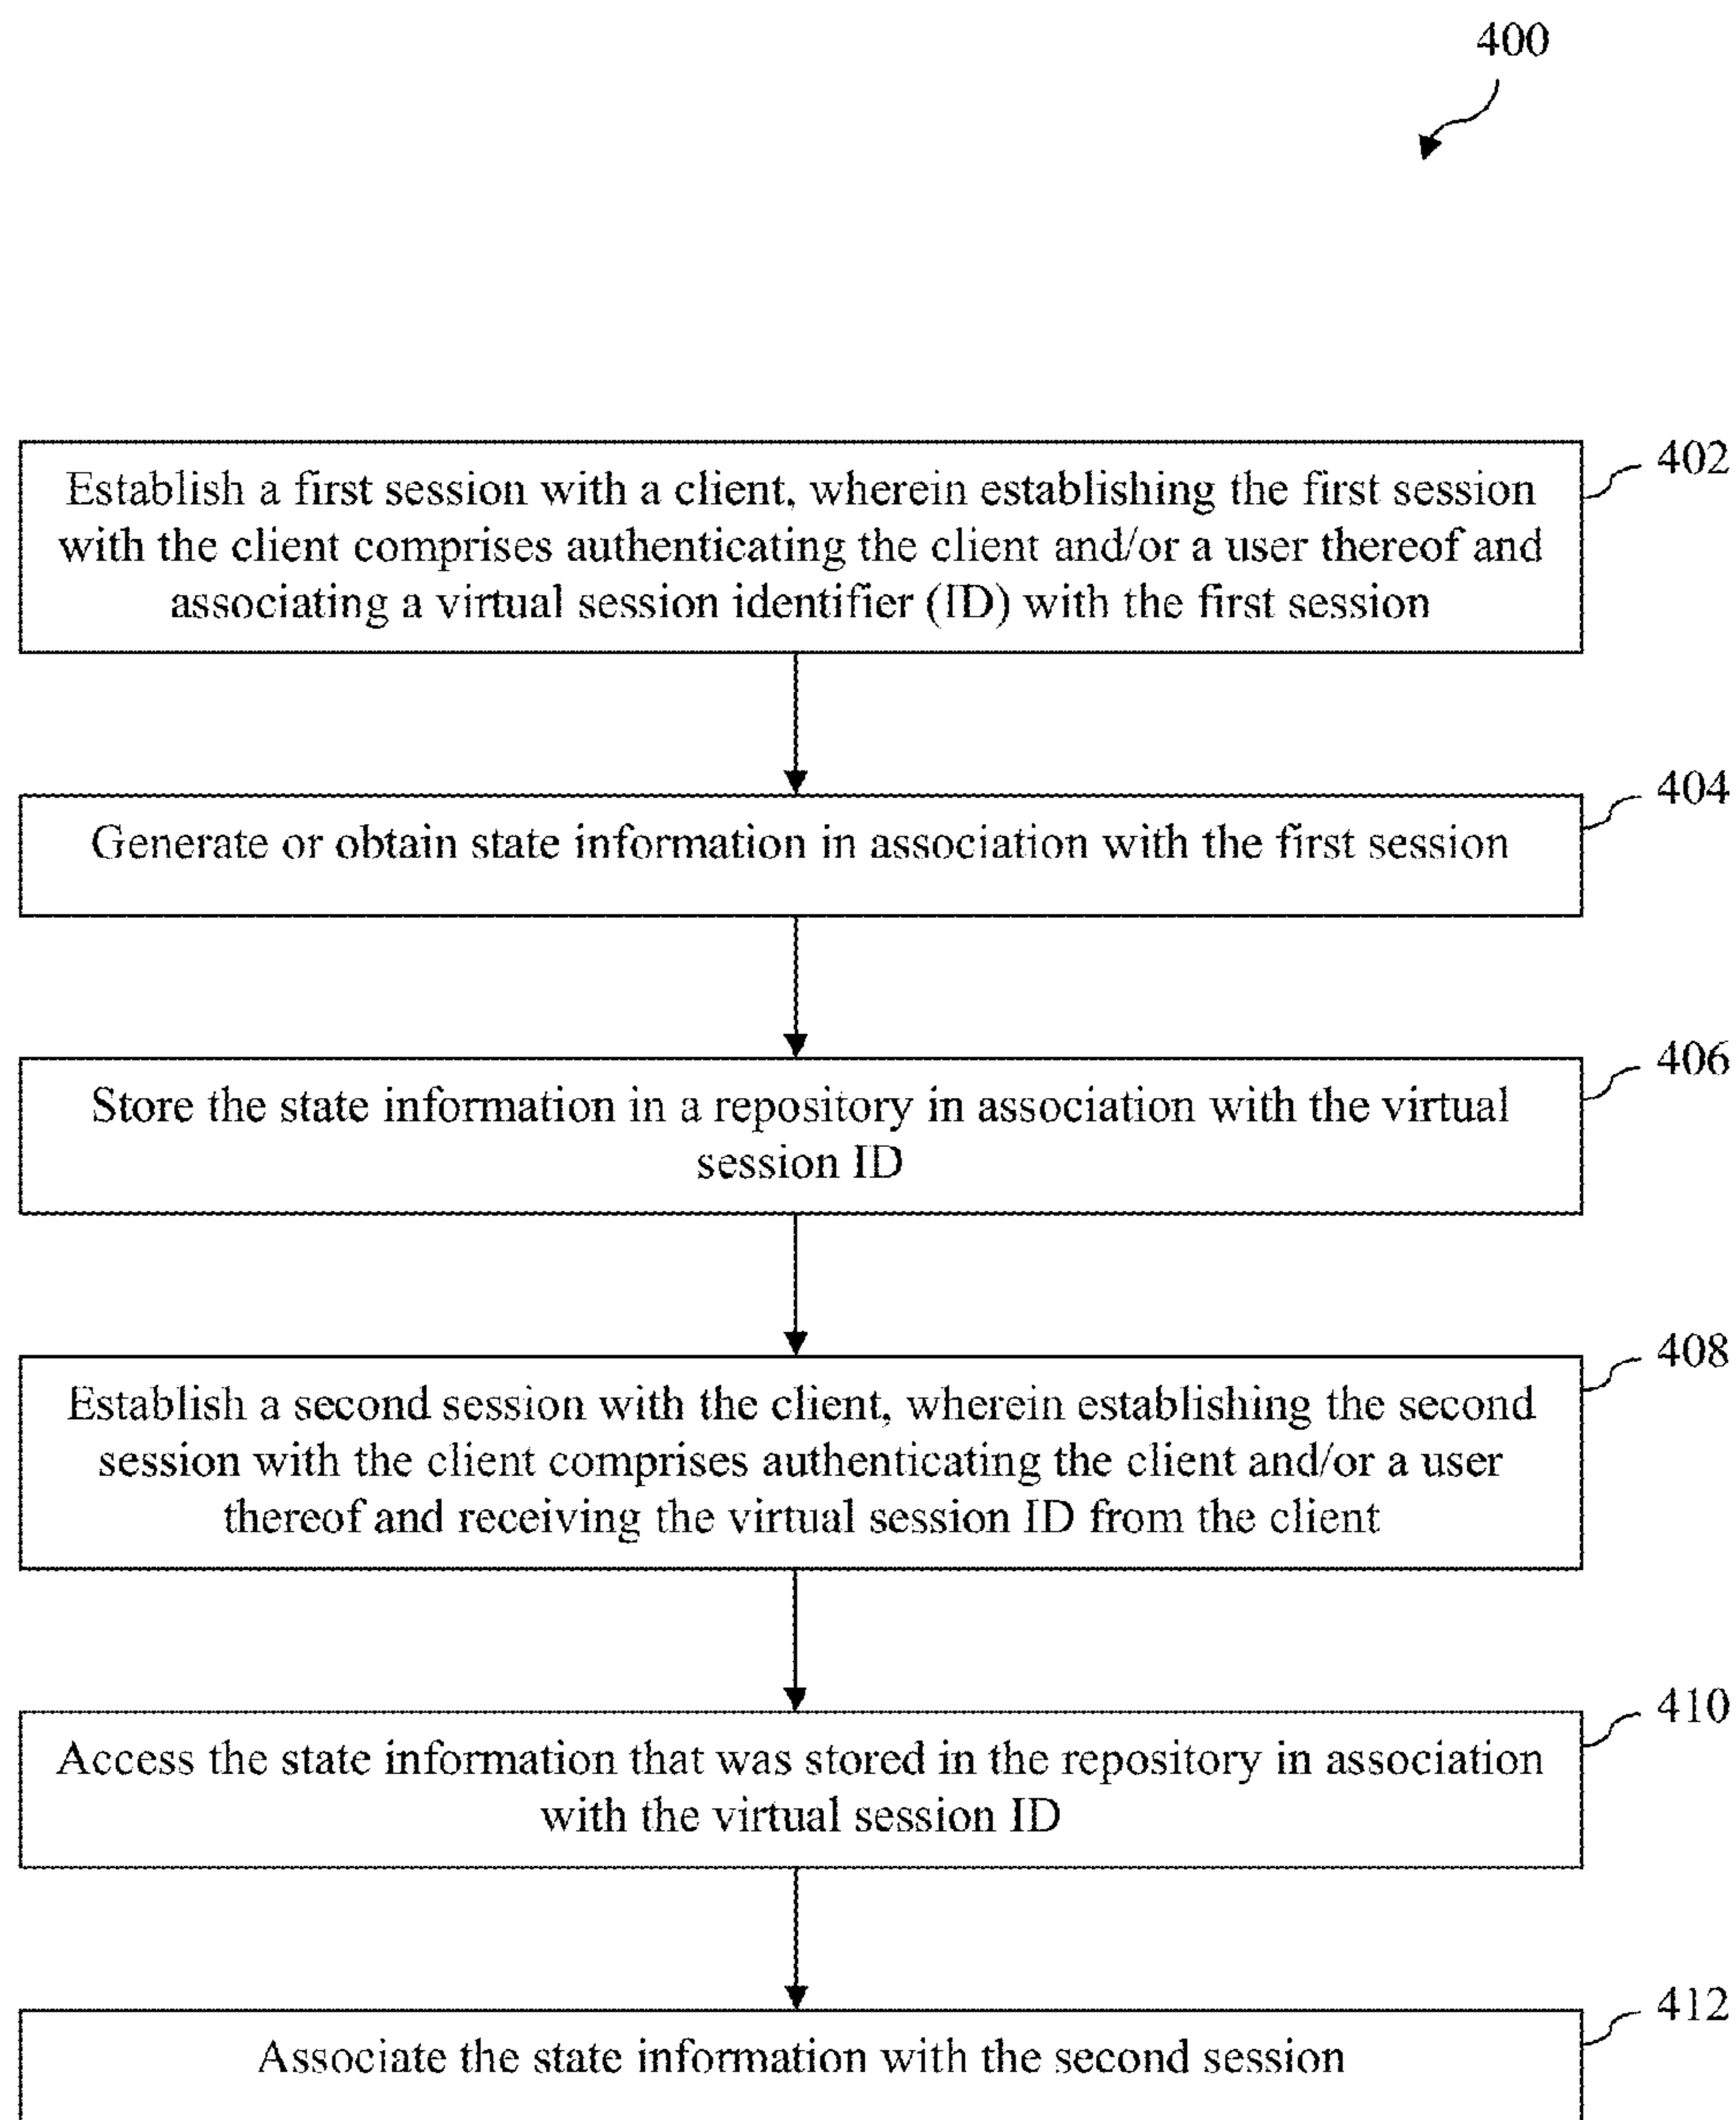 400
402
Establish a first session with a client, wherein establishing the first session
with the client comprises authenticating the client and/or a user thereof and
associating a virtual session identifier (ID) with the first session
404
Generate or obtain state information in association with the first session
406
Store the state information in a repository in association with the virtual
session ID
408
Establish a second session with the client, wherein establishing the second
session with the client comprises authenticating the client and/or a user
thereof and receiving the virtual session ID from the client
410
Access the state information that was stored in the repository in association
with the virtual session ID
412
Associate the state information with the second session